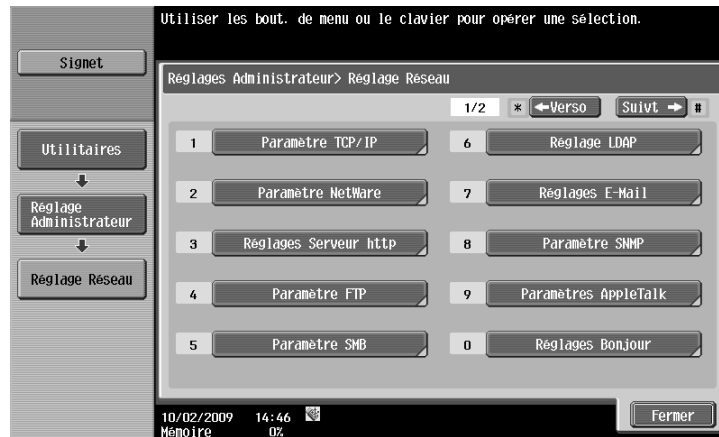 Utiliser les bout. de menu ou le clavier pour opérer une sélection.
Signet
Réglages Administrateur> Réglage Réseau
1/2 * ←Verso Suivt → #
Utilitaires
Réglage
Administrateur
Réglage Réseau
1 Paramètre TCP/IP
6 Réglage LDAP
2 Paramètre NetWare
7 Réglages E-Mail
3 Réglages Serveur http
8 Paramètre SNMP
4 Paramètre FTP
9 Paramètres AppleTalk
5 Paramètre SMB
0 Réglages Bonjour
10/02/2009 14:46
Mémoire 0%
Fermer